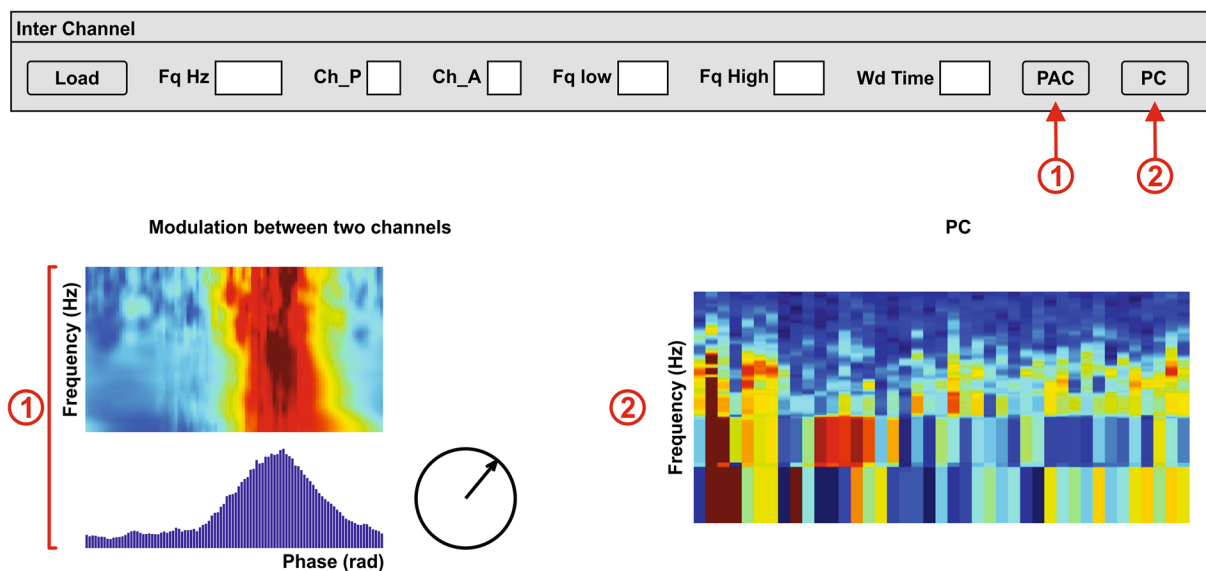 Inter Channel
Load Fq Hz Ch_P Ch_A Fq low Fq High Wd Time PAC PC
1 2
Modulation between two channels
PC
Frequency (Hz)
1
Phase (rad)
Frequency (Hz)
2